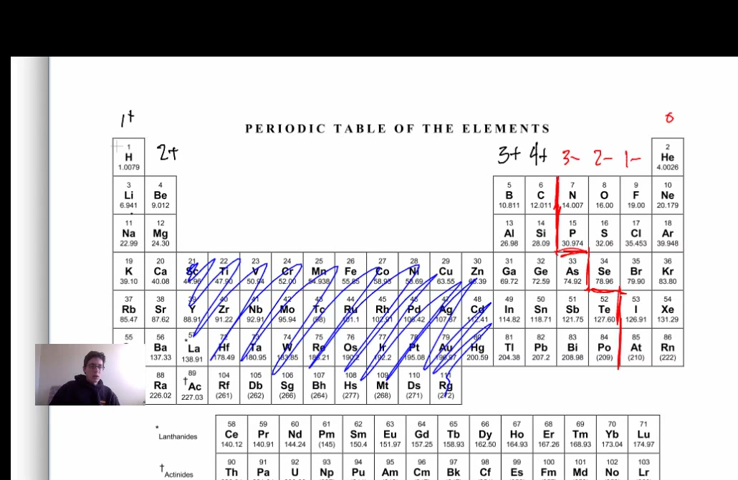 1+ 0
PERIODIC TABLE OF THE ELEMENTS
2+ 3+ 4+ 3- 2- 1-
1 2
H He
1.0079 4.0026
3 4 5 6 7 8 9 10
Li Be B C N O F Ne
6.941 9.012 10.811 12.011 14.007 16.00 19.00 20.179
11 12 13 14 15 16 17 18
Na Mg Al Si P S Cl Ar
22.99 24.30 26.98 28.09 30.974 32.06 35.453 39.948
19 20 21 22 23 24 25 26 27 28 29 30 31 32 33 34 35 36
K Ca Sc Ti V Cr Mn Fe Co Ni Cu Zn Ga Ge As Se Br Kr
39.10 40.08 47.90 50.94 52.00 54.938 58.69 63.55 69.72 72.59 74.92 78.96 79.90 83.80
37 38 41 42 43 46 48 49 50 51 52 53 54
Rb Sr Y Zr Nb Mo Tc Ru Rh Pd Ag Cd In Sn Sb Te I Xe
85.47 87.62 88.91 91.22 92.91 95.94 106.42 114.82 118.71 121.75 127.60 126.91 131.29
55 56 *57 81 82 83 84 85 86
Ba La Hf Ta W Re Os Ir Pt Au Hg Tl Pb Bi Po At Rn
137.33 138.91 178.49 180.95 195.08 200.59 204.38 207.2 208.98 (209) (210) (222)
88 89 104 105 106 107 108 109 110
Ra †Ac Rf Db Sg Bh Hs Mt Ds Rg
226.02 227.03 (261) (262) (266) (264) (277) (268) (271) (272)
* 58 59 60 61 62 63 64 65 66 67 68 69 70 71
Lanthanides Ce Pr Nd Pm Sm Eu Gd Tb Dy Ho Er Tm Yb Lu
140.12 140.91 144.24 (145) 150.4 151.97 157.25 158.93 162.50 164.93 167.26 168.93 173.04 174.97
† 90 91 92 93 94 95 96 97 98 99 100 101 102 103
Actinides Th Pa U Np Pu Am Cm Bk Cf Es Fm Md No Lr